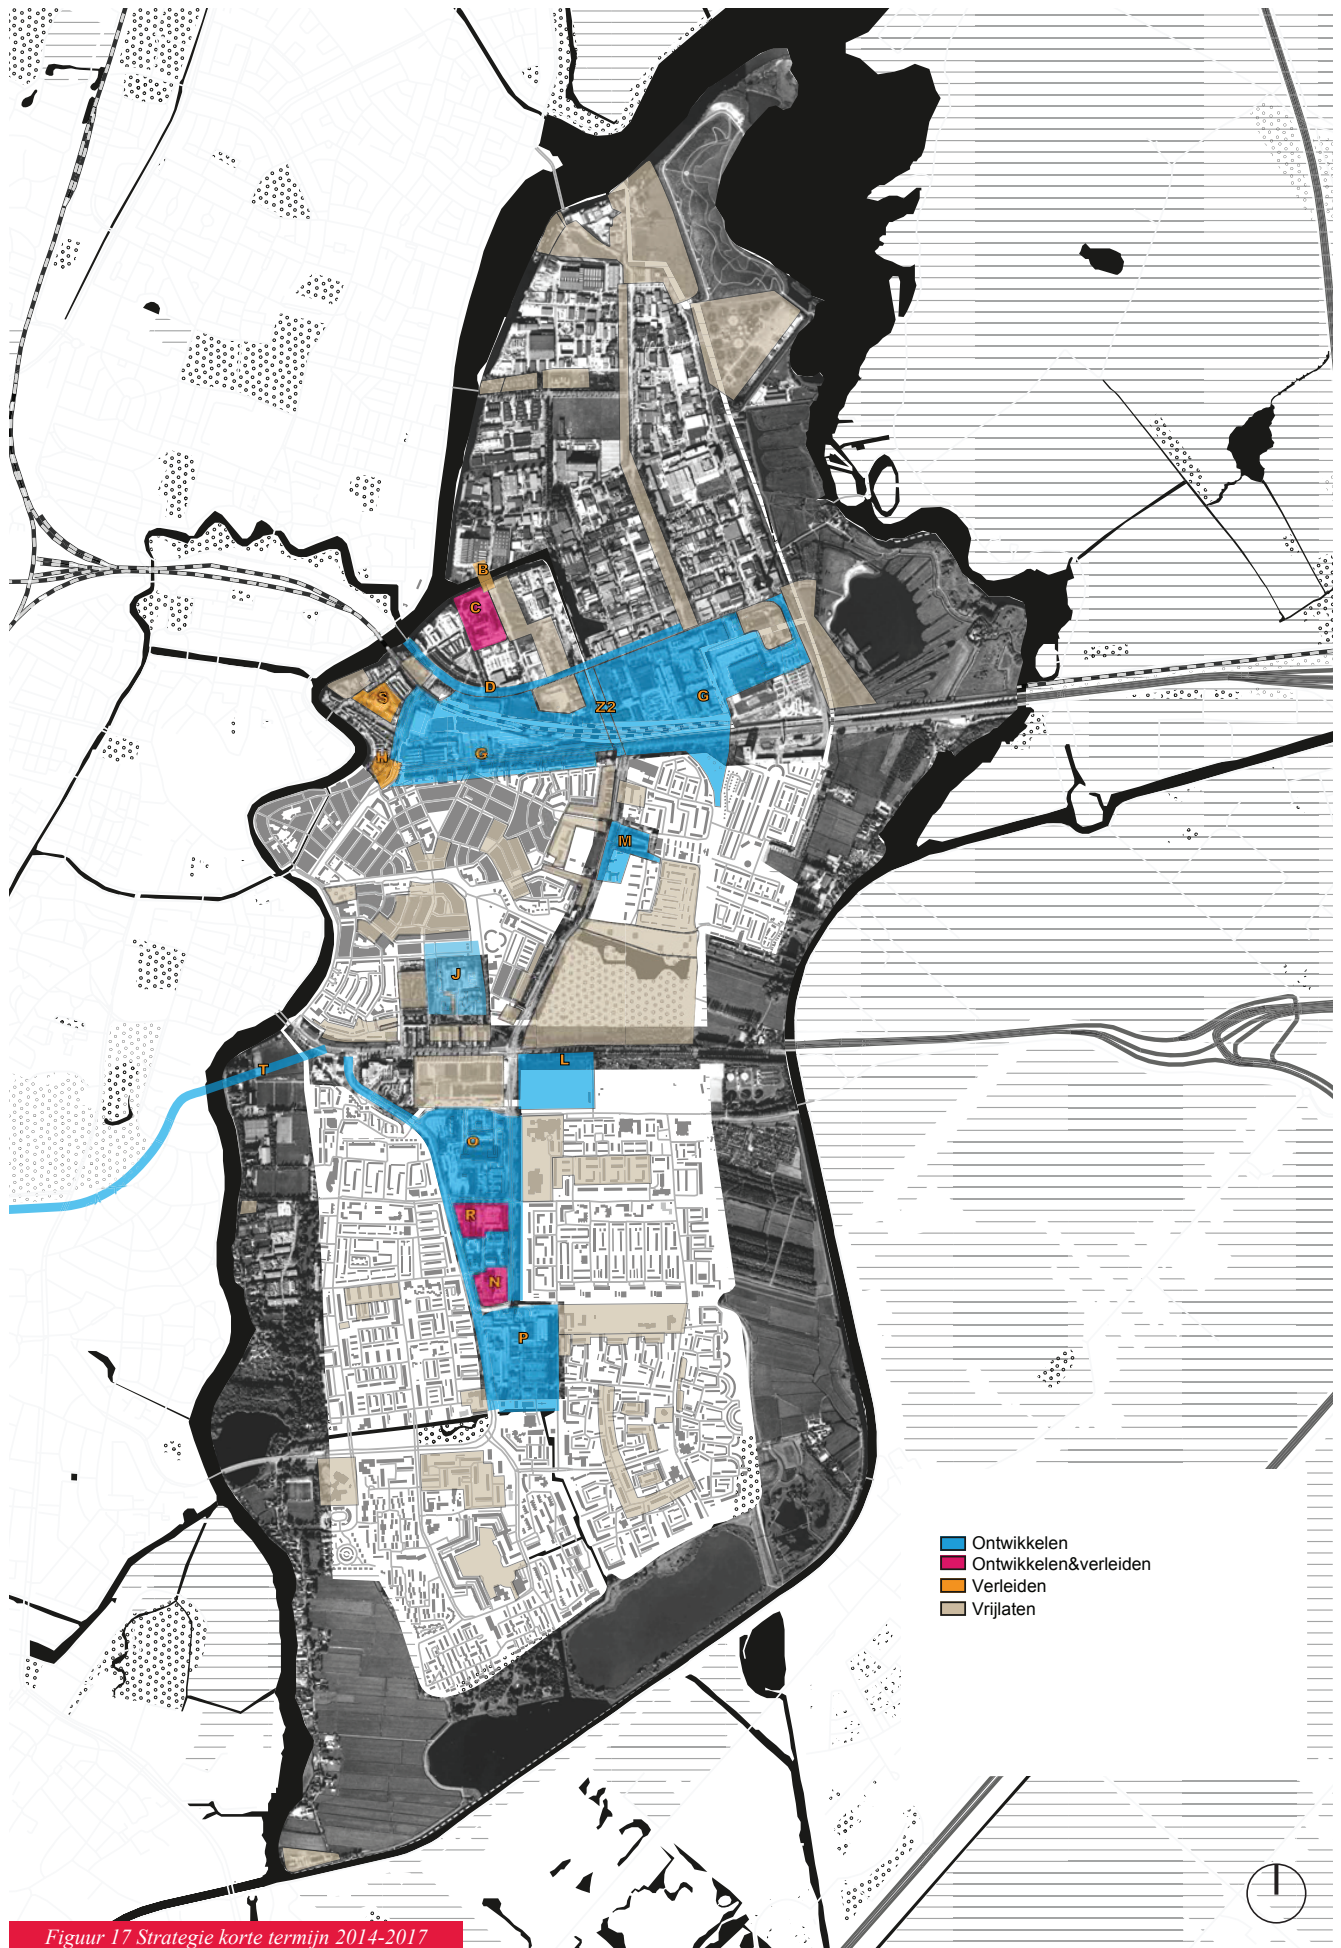 B
C
D
S
Z2
G
H
G
M
J
L
T
O
R
N
P
Ontwikkelen
Ontwikkelen&verleiden
Verleiden
Vrijlaten
Figuur 17 Strategie korte termijn 2014-2017